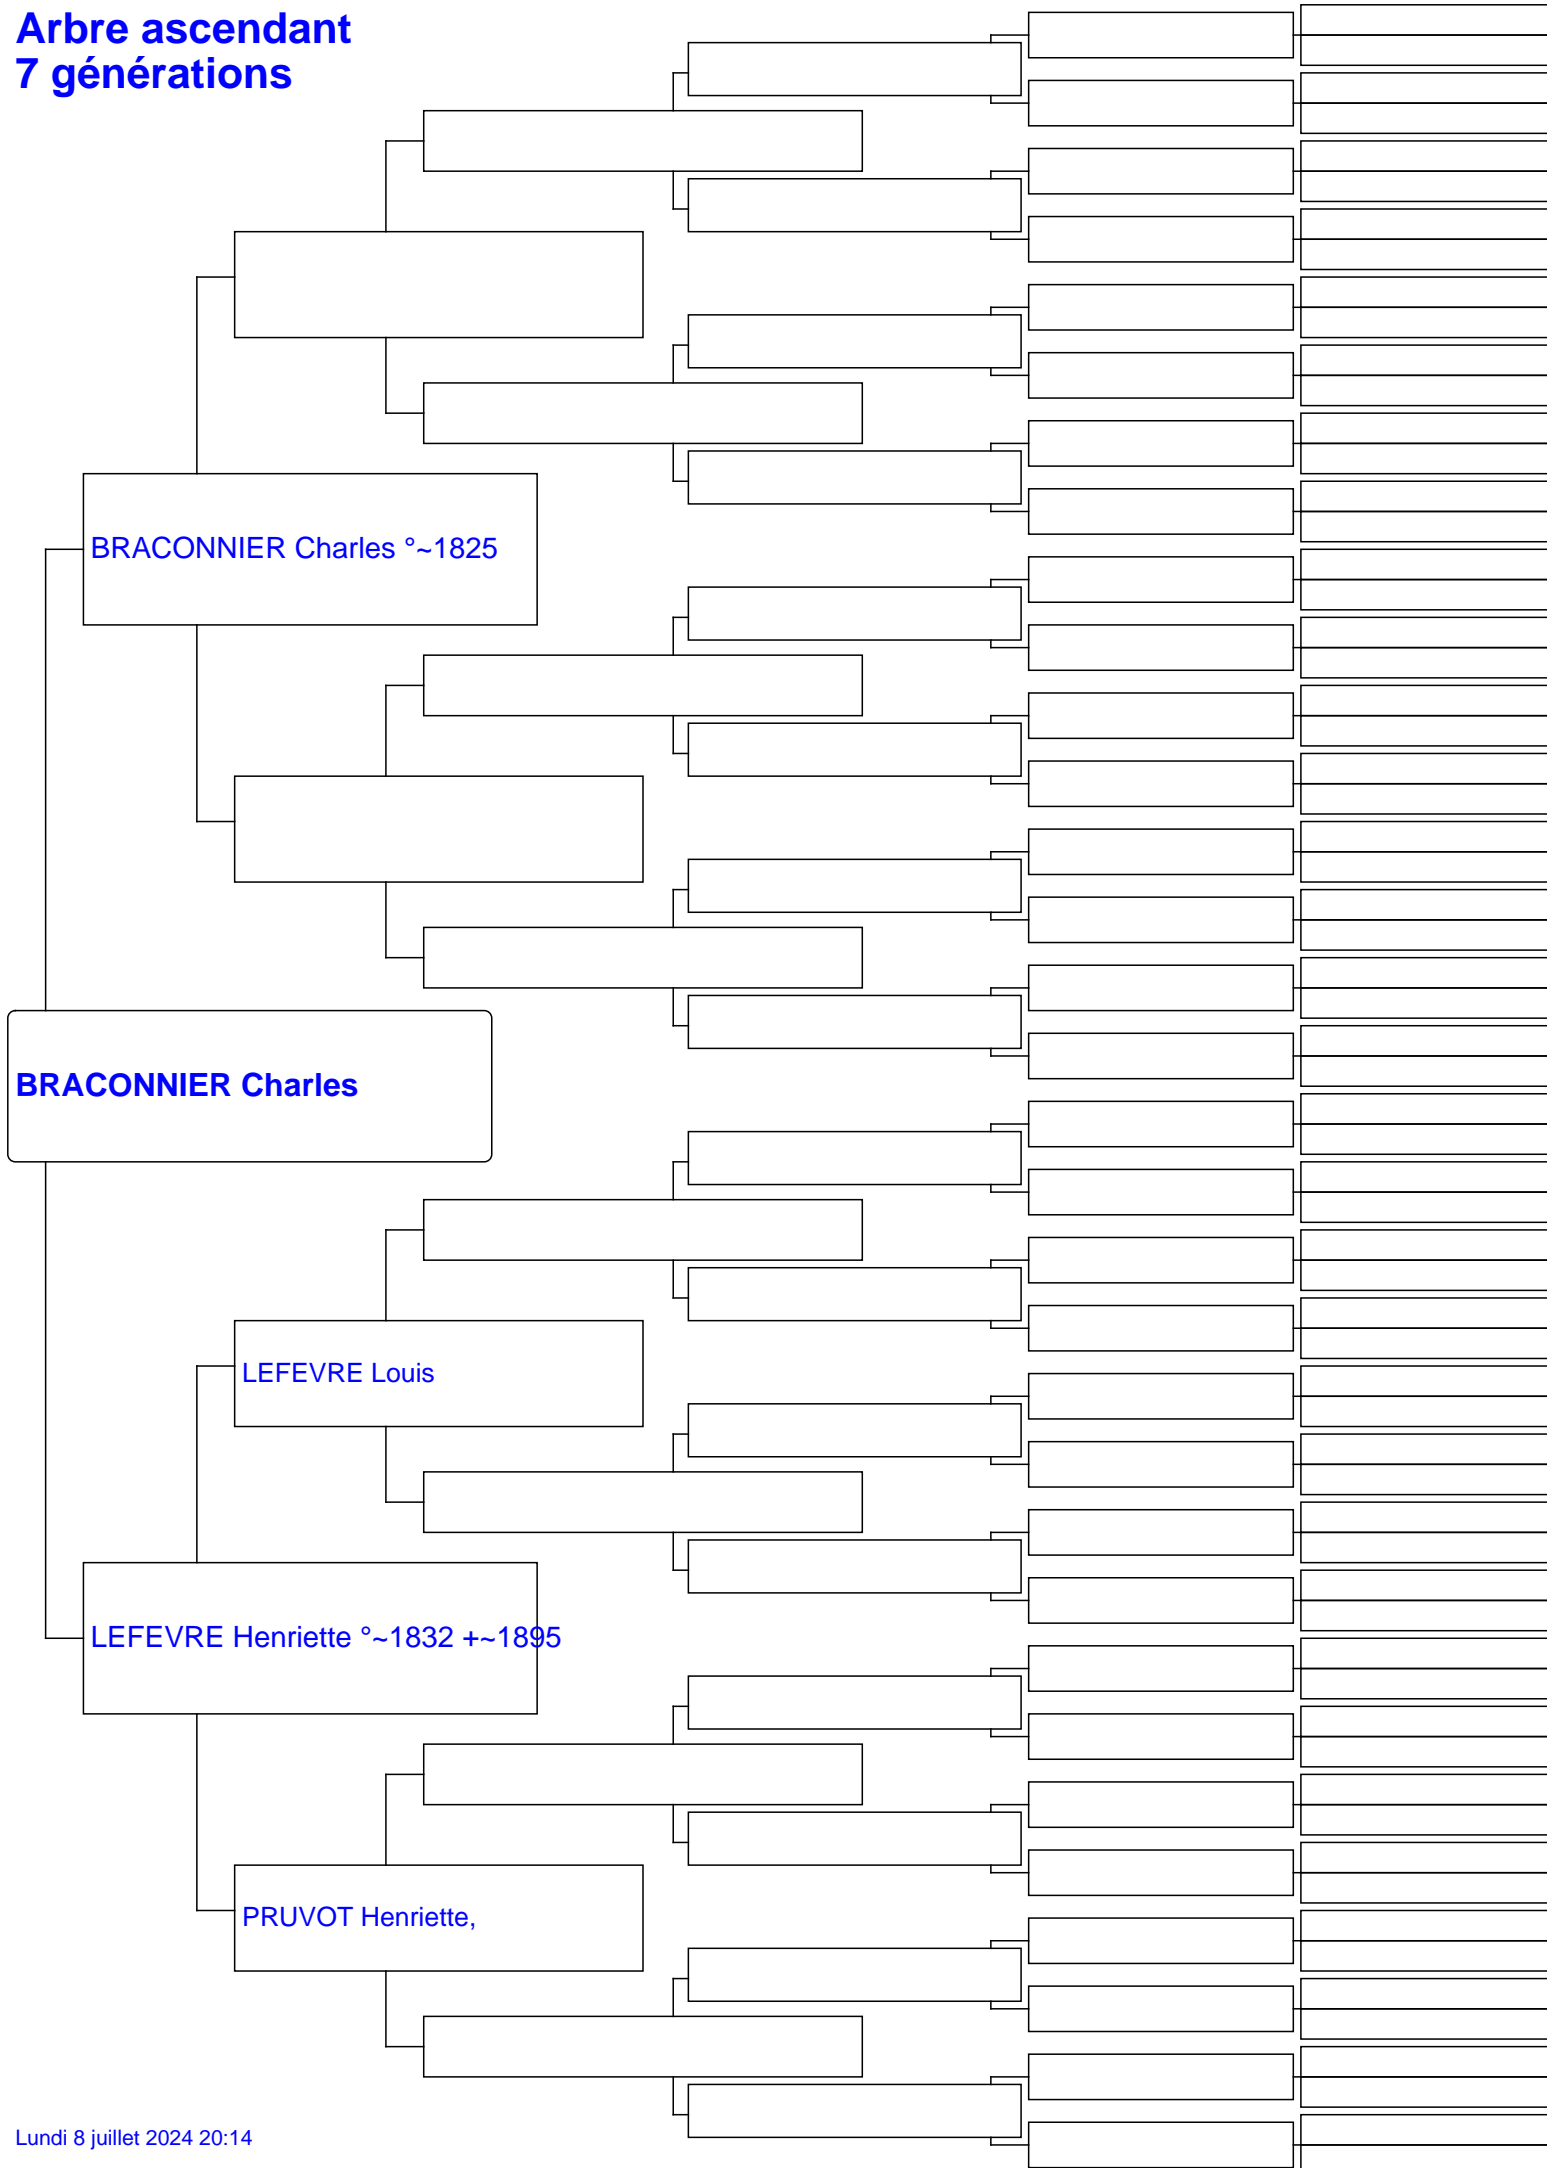 Arbre ascendant
7 générations
BRACONNIER Charles °~1825
BRACONNIER Charles
LEFEVRE Louis
LEFEVRE Henriette °~1832 +~1895
PRUVOT Henriette,
Lundi 8 juillet 2024 20:14